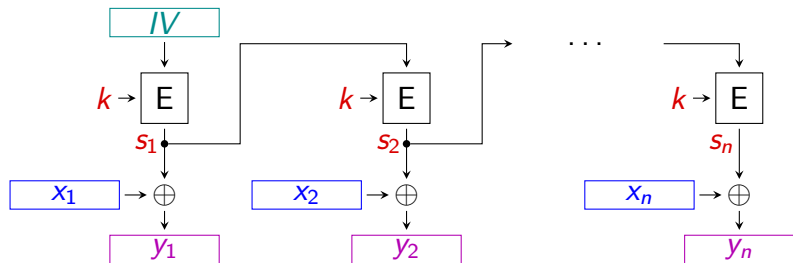 IV
k E k E ... k E
s₁ s₂ sₙ
x₁ x₂ xₙ
y₁ y₂ yₙ